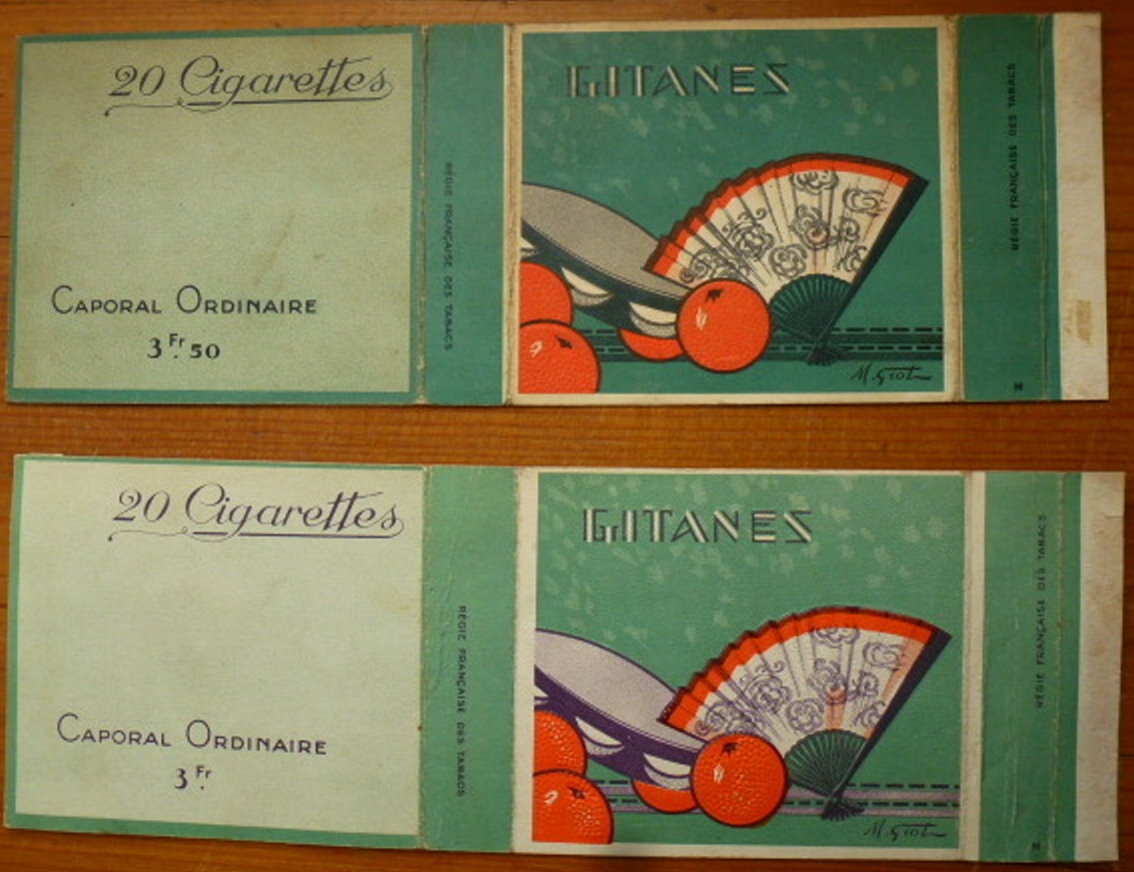 20 Cigarettes
CAPORAL ORDINAIRE
3 Fr. 50
RÉGIE FRANÇAISE DES TABACS
GITANES
M. Giot
RÉGIE FRANÇAISE DES TABACS
M
20 Cigarettes
CAPORAL ORDINAIRE
3 Fr.
RÉGIE FRANÇAISE DES TABACS
GITANES
M. Giot
RÉGIE FRANÇAISE DES TABACS
M